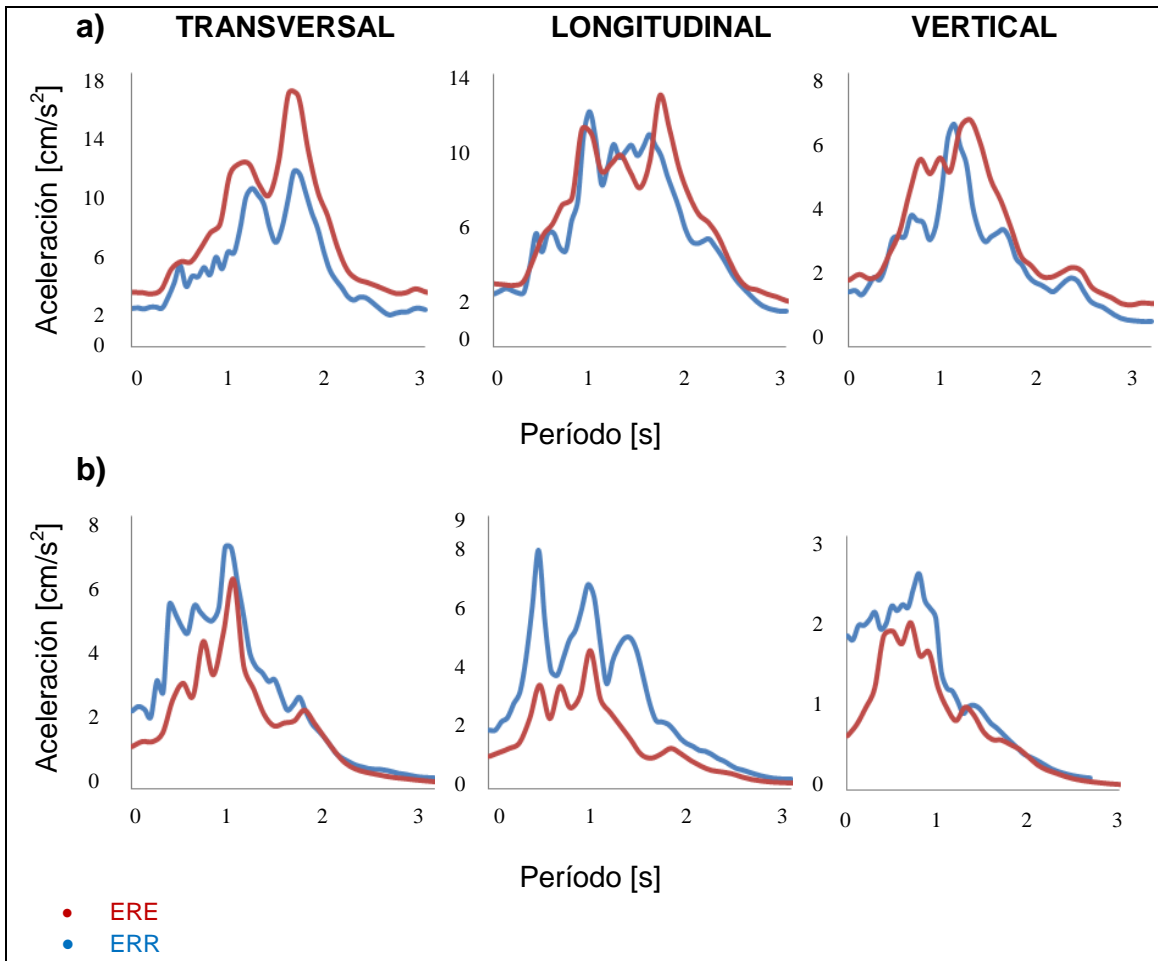 a) TRANSVERSAL LONGITUDINAL VERTICAL
Aceleración [cm/s²]
18
14
10
6
2
0
0 1 2 3
14
10
6
2
0
0 1 2 3
8
6
4
2
0
0 1 2 3
Período [s]
b)
Aceleración [cm/s²]
8
6
4
2
0
0 1 2 3
9
8
6
4
2
0
0 1 2 3
3
2
1
0
0 1 2 3
Período [s]
• ERE
• ERR